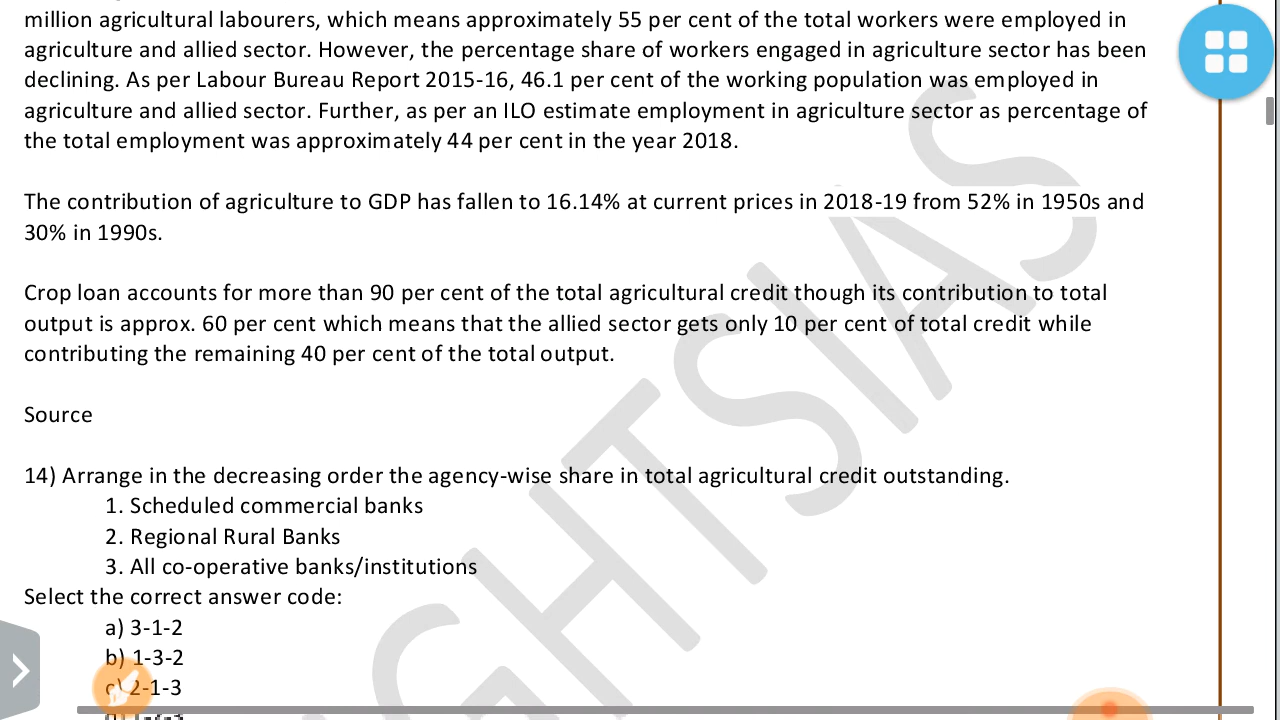 million agricultural labourers, which means approximately 55 per cent of the total workers were employed in
agriculture and allied sector. However, the percentage share of workers engaged in agriculture sector has been
declining. As per Labour Bureau Report 2015-16, 46.1 per cent of the working population was employed in
agriculture and allied sector. Further, as per an ILO estimate employment in agriculture sector as percentage of
the total employment was approximately 44 per cent in the year 2018.
The contribution of agriculture to GDP has fallen to 16.14% at current prices in 2018-19 from 52% in 1950s and
30% in 1990s.
Crop loan accounts for more than 90 per cent of the total agricultural credit though its contribution to total
output is approx. 60 per cent which means that the allied sector gets only 10 per cent of total credit while
contributing the remaining 40 per cent of the total output.
Source
14) Arrange in the decreasing order the agency-wise share in total agricultural credit outstanding.
1. Scheduled commercial banks
2. Regional Rural Banks
3. All co-operative banks/institutions
Select the correct answer code:
a) 3-1-2
b) 1-3-2
c) 2-1-3
GHTSIAS